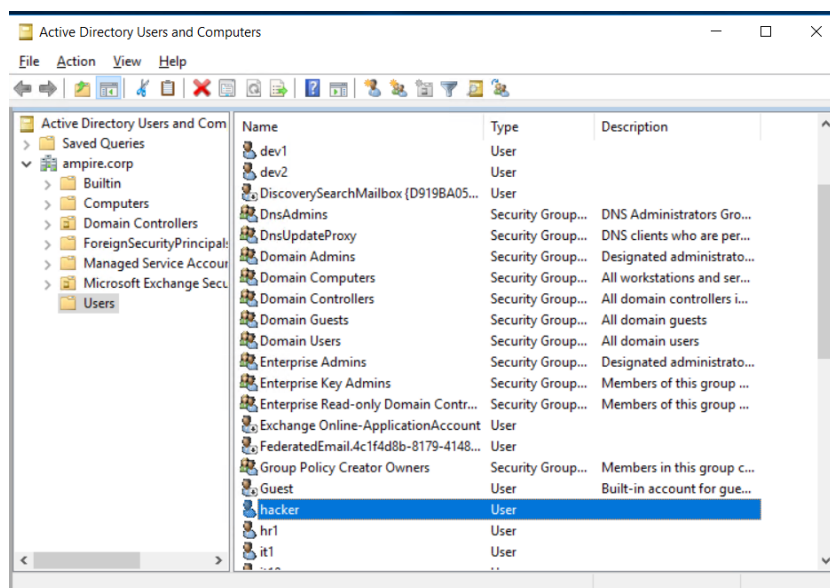 Active Directory Users and Computers
File Action View Help
Active Directory Users and Com
Saved Queries
ampire.corp
Builtin
Computers
Domain Controllers
ForeignSecurityPrincipal
Managed Service Accoun
Microsoft Exchange Secu
Users
Name Type Description
dev1 User
dev2 User
DiscoverySearchMailbox {D919BA05... User
DnsAdmins Security Group... DNS Administrators Gro...
DnsUpdateProxy Security Group... DNS clients who are per...
Domain Admins Security Group... Designated administrato...
Domain Computers Security Group... All workstations and ser...
Domain Controllers Security Group... All domain controllers i...
Domain Guests Security Group... All domain guests
Domain Users Security Group... All domain users
Enterprise Admins Security Group... Designated administrato...
Enterprise Key Admins Security Group... Members of this group ...
Enterprise Read-only Domain Contr... Security Group... Members of this group ...
Exchange Online-ApplicationAccount User
FederatedEmail.4c1f4d8b-8179-4148... User
Group Policy Creator Owners Security Group... Members in this group c...
Guest User Built-in account for gue...
hacker User
hr1 User
it1 User